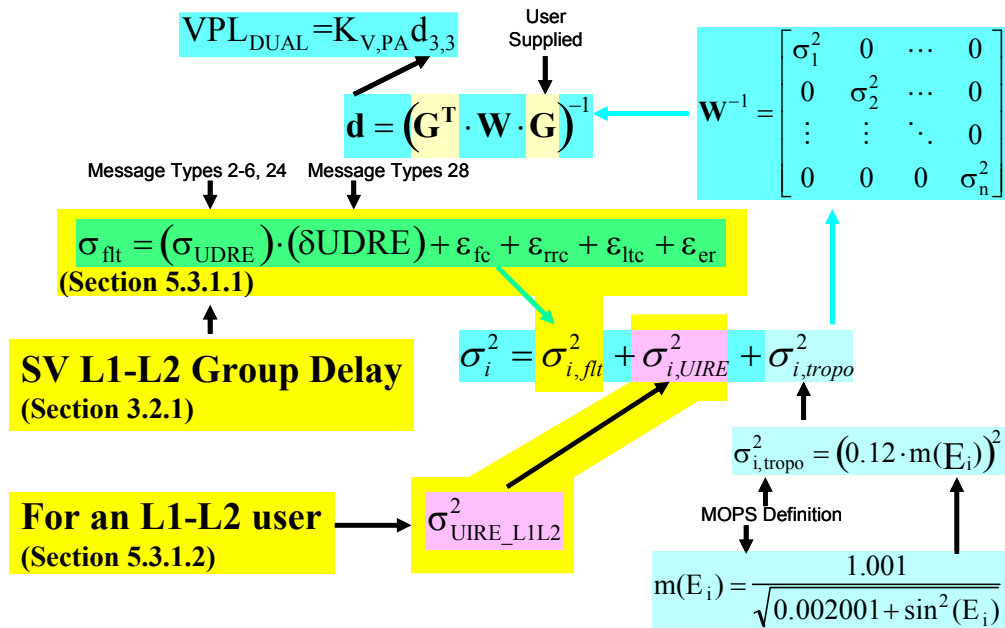 VPL_DUAL =K_V,PA d_3,3
User
Supplied
d = (G^T · W · G)^−1
W^−1 = [σ_1^2 0 ⋯ 0
0 σ_2^2 ⋯ 0
⋮ ⋮ ⋱ 0
0 0 0 σ_n^2]
Message Types 2-6, 24
Message Types 28
σ_flt = (σ_UDRE)·(δUDRE) + ε_fc + ε_rrc + ε_ltc + ε_er
(Section 5.3.1.1)
SV L1-L2 Group Delay
(Section 3.2.1)
σ_i^2 = σ_i,flt^2 + σ_i,UIRE^2 + σ_i,tropo^2
σ_i,tropo^2 = (0.12 · m(E_i))^2
For an L1-L2 user
(Section 5.3.1.2)
σ_UIRE_L1L2^2
MOPS Definition
m(E_i) = 1.001 / √(0.002001 + sin^2(E_i))